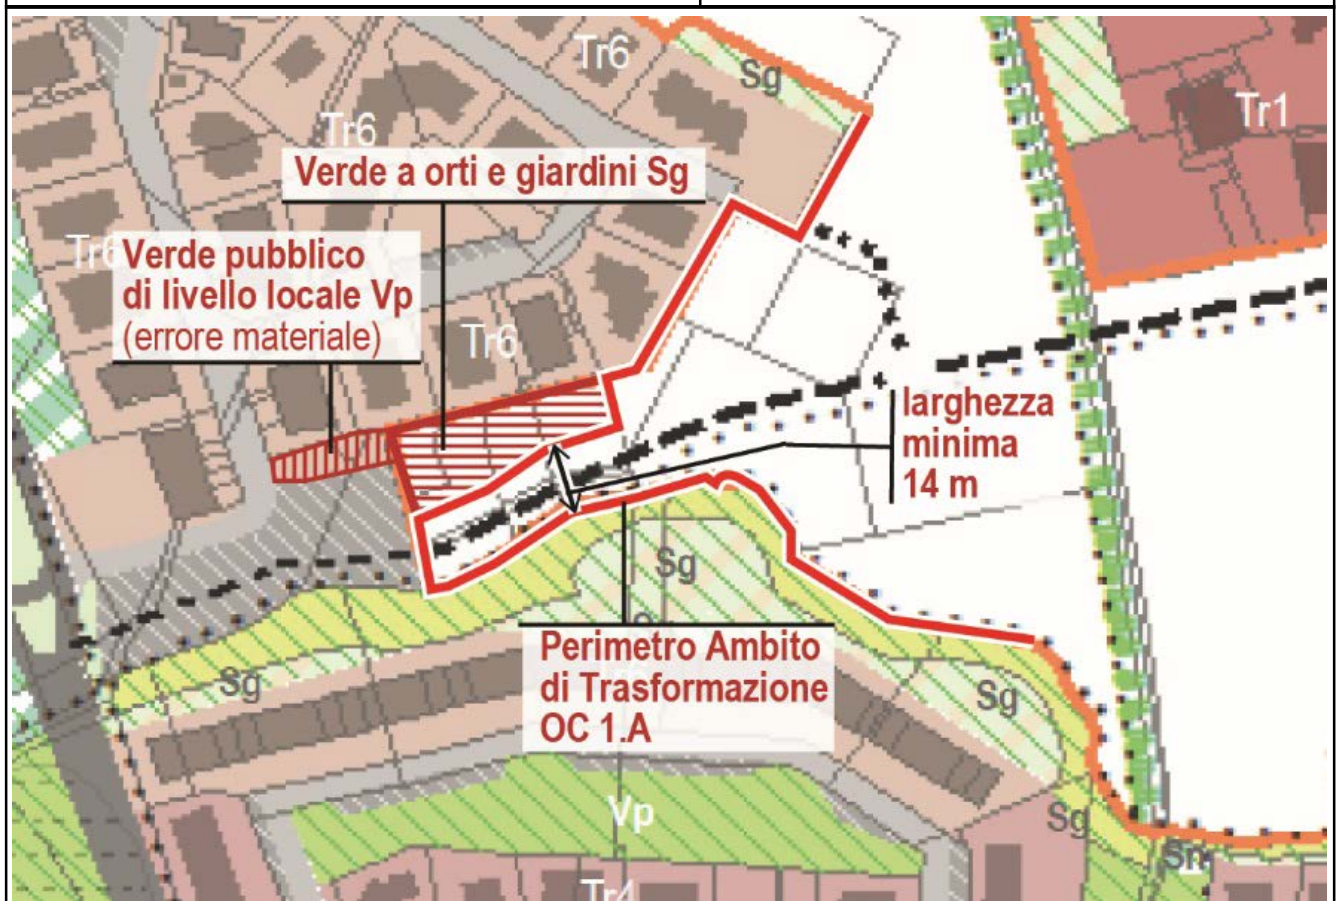 Tr6
Sg
Tr1
Tr6
Verde a orti e giardini Sg
Tr6
Verde pubblico
di livello locale Vp
(errore materiale)
Tr6
larghezza
minima
14 m
Sg
Perimetro Ambito
di Trasformazione
OC 1.A
Sg
Sg
Vp
Sg
Sn
Tr4